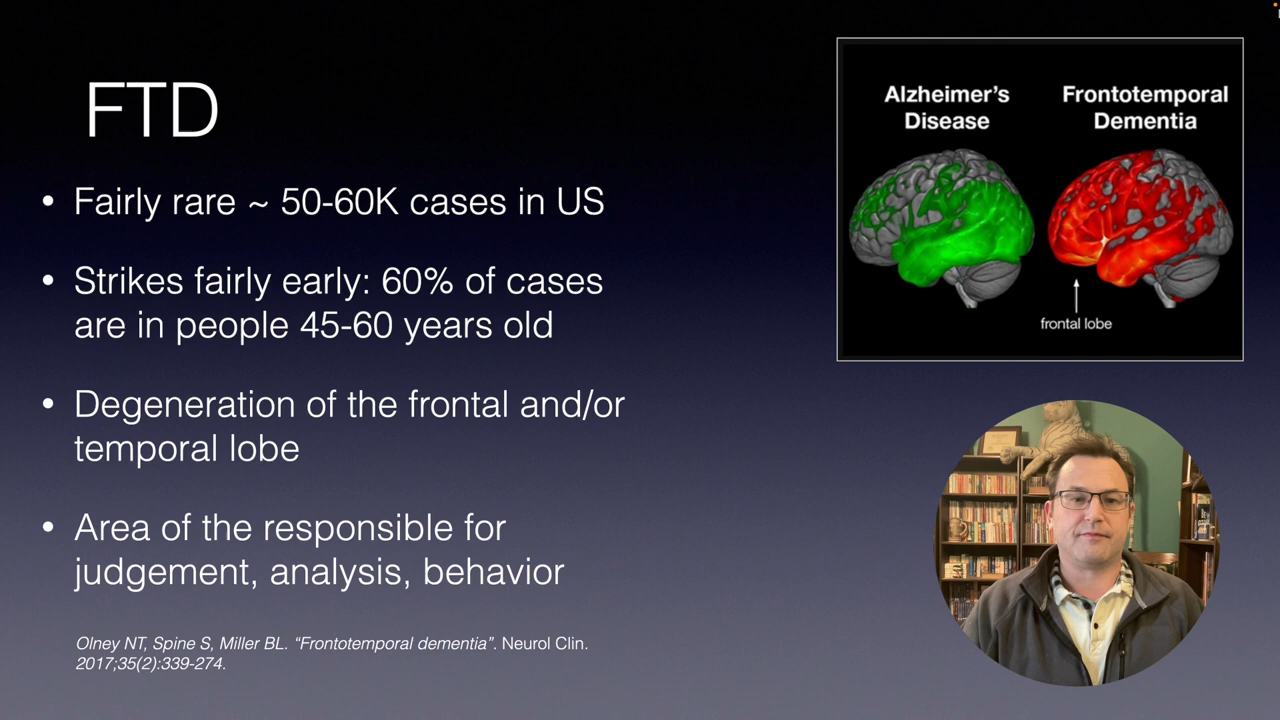 FTD
• Fairly rare ~ 50-60K cases in US
• Strikes fairly early: 60% of cases
are in people 45-60 years old
• Degeneration of the frontal and/or
temporal lobe
• Area of the responsible for
judgement, analysis, behavior
Olney NT, Spine S, Miller BL. “Frontotemporal dementia”. Neurol Clin.
2017;35(2):339-274.
Alzheimer's
Disease
Frontotemporal
Dementia
frontal lobe